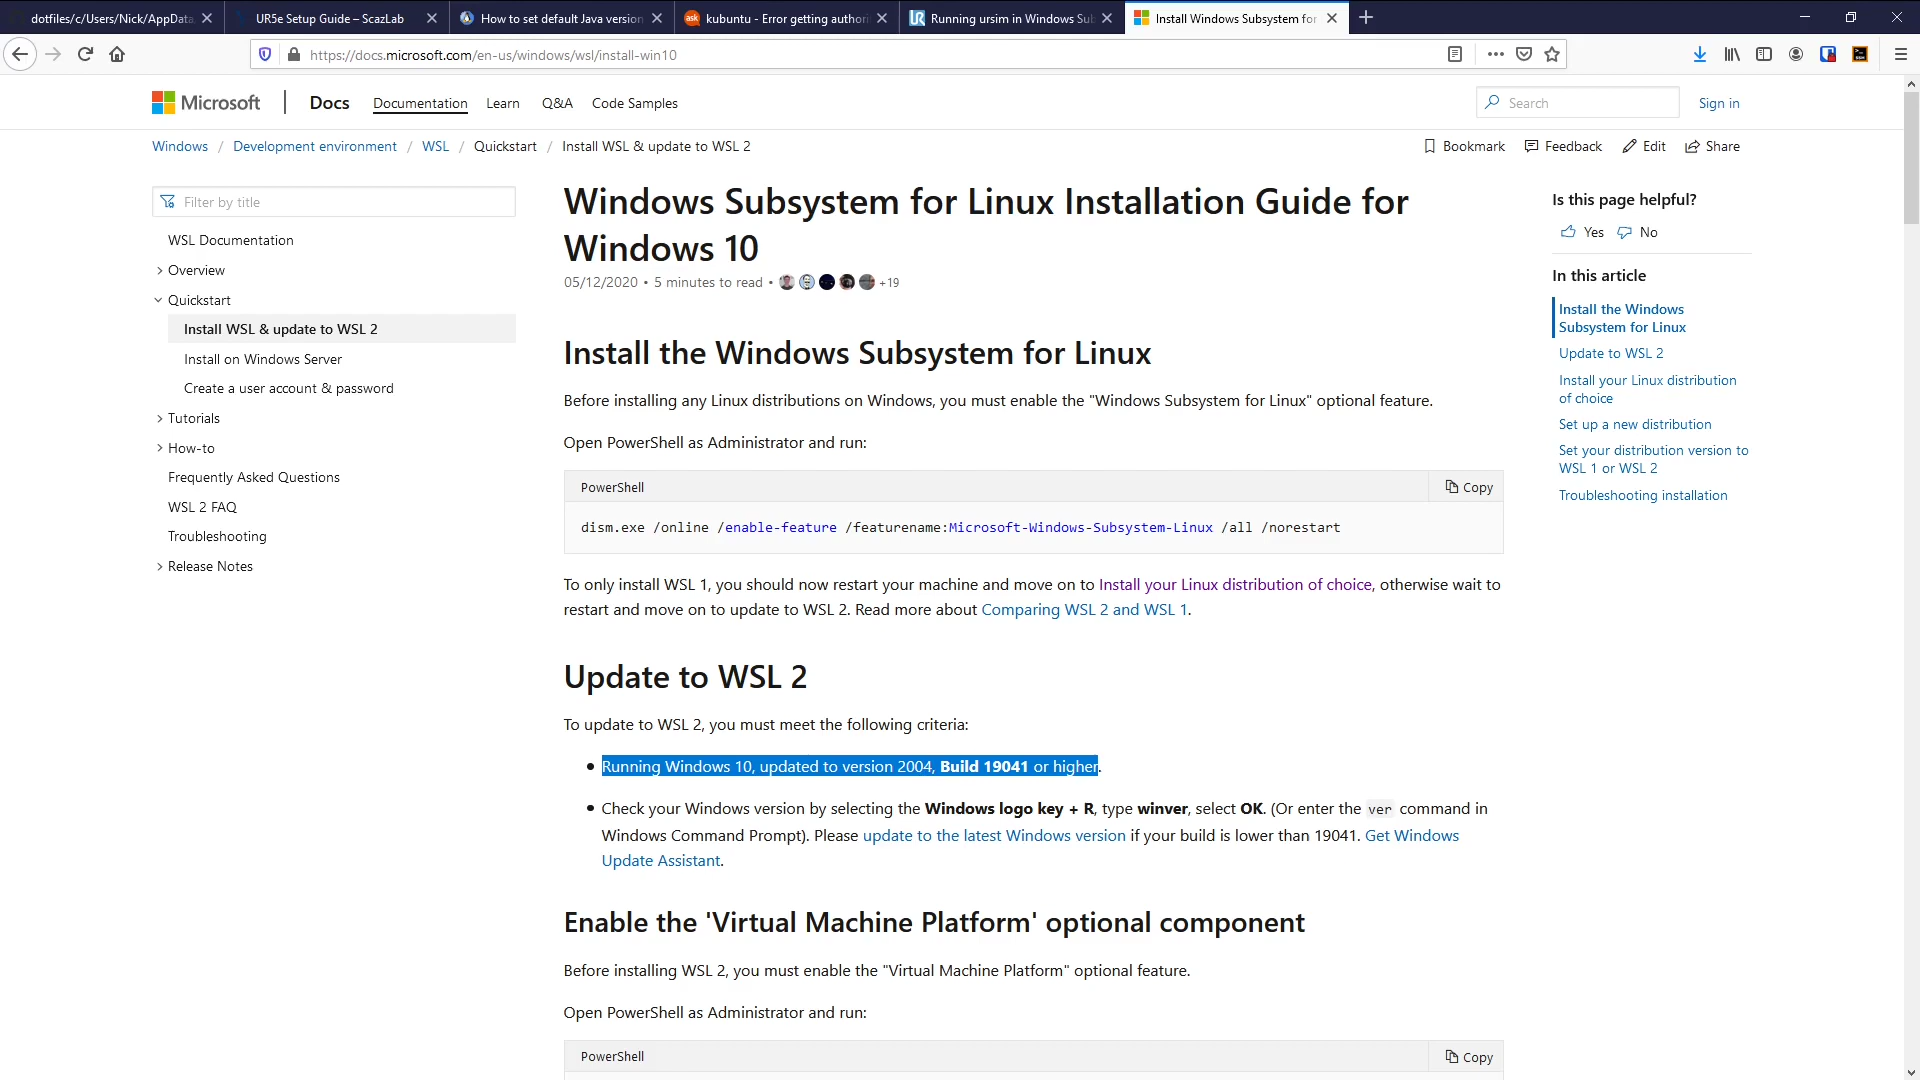 dotfiles/c/Users/Nick/AppData
UR5e Setup Guide – ScazLab
How to set default Java version
kubuntu - Error getting authori
Running ursim in Windows Sub
Install Windows Subsystem for
https://docs.microsoft.com/en-us/windows/wsl/install-win10
Microsoft
Docs
Documentation
Learn
Q&A
Code Samples
Search
Sign in
Windows / Development environment / WSL / Quickstart / Install WSL & update to WSL 2
Bookmark
Feedback
Edit
Share
Filter by title
WSL Documentation
Overview
Quickstart
Install WSL & update to WSL 2
Install on Windows Server
Create a user account & password
Tutorials
How-to
Frequently Asked Questions
WSL 2 FAQ
Troubleshooting
Release Notes
Windows Subsystem for Linux Installation Guide for
Windows 10
05/12/2020 • 5 minutes to read • +19
Install the Windows Subsystem for Linux
Before installing any Linux distributions on Windows, you must enable the "Windows Subsystem for Linux" optional feature.
Open PowerShell as Administrator and run:
PowerShell
Copy
dism.exe /online /enable-feature /featurename:Microsoft-Windows-Subsystem-Linux /all /norestart
To only install WSL 1, you should now restart your machine and move on to Install your Linux distribution of choice, otherwise wait to
restart and move on to update to WSL 2. Read more about Comparing WSL 2 and WSL 1.
Update to WSL 2
To update to WSL 2, you must meet the following criteria:
• Running Windows 10, updated to version 2004, Build 19041 or higher.
• Check your Windows version by selecting the Windows logo key + R, type winver, select OK. (Or enter the ver command in
Windows Command Prompt). Please update to the latest Windows version if your build is lower than 19041. Get Windows
Update Assistant.
Enable the 'Virtual Machine Platform' optional component
Before installing WSL 2, you must enable the "Virtual Machine Platform" optional feature.
Open PowerShell as Administrator and run:
PowerShell
Copy
Is this page helpful?
Yes
No
In this article
Install the Windows
Subsystem for Linux
Update to WSL 2
Install your Linux distribution
of choice
Set up a new distribution
Set your distribution version to
WSL 1 or WSL 2
Troubleshooting installation